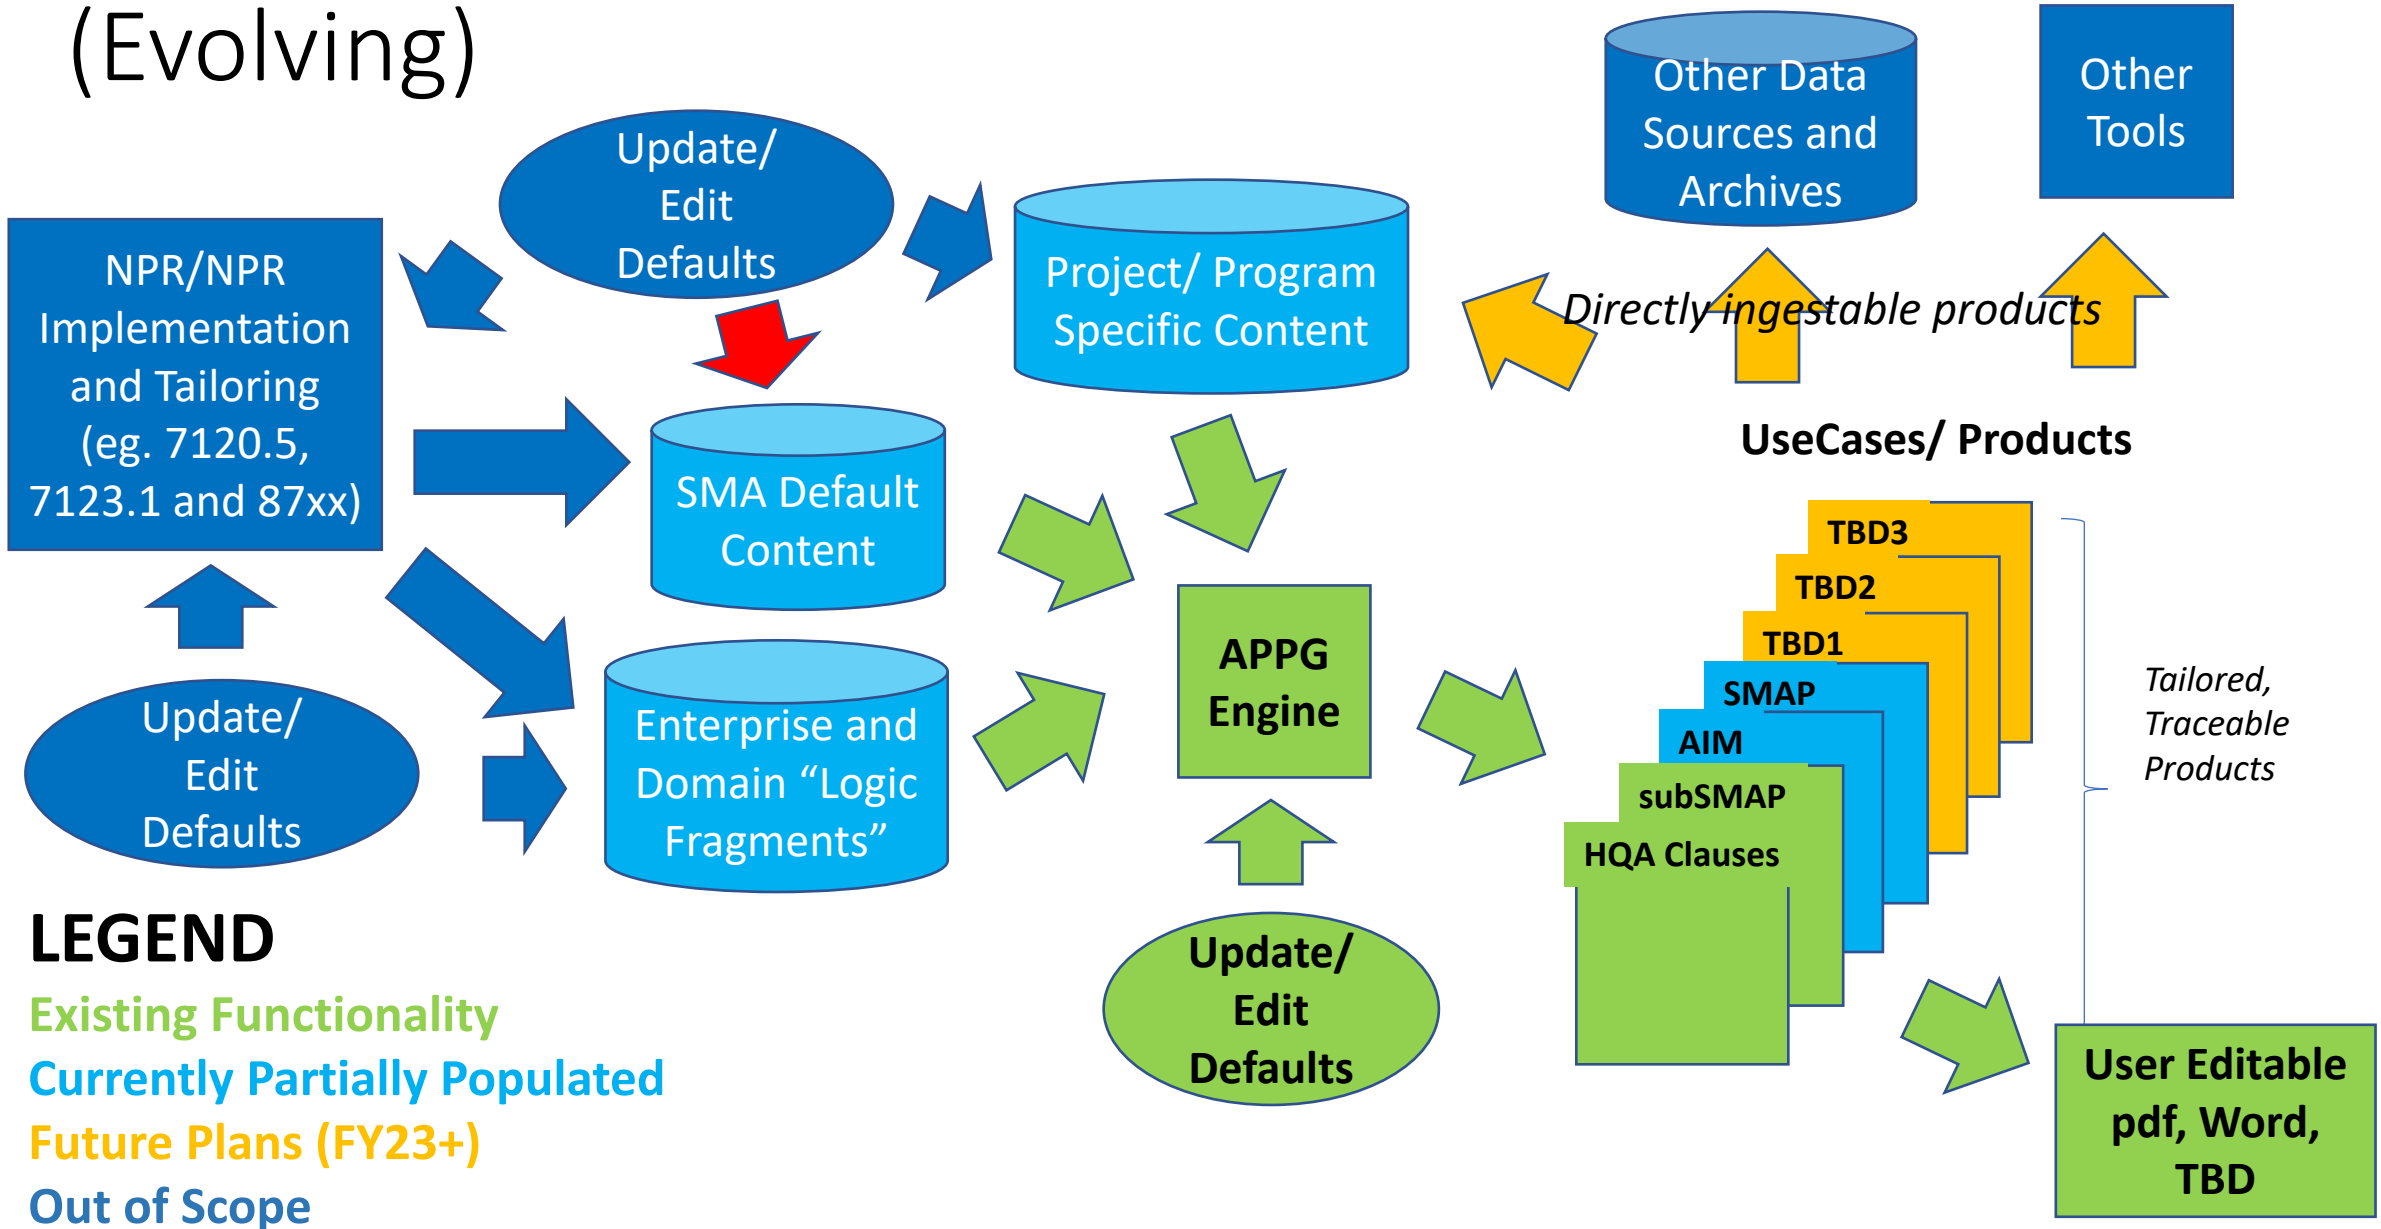 (Evolving)
Update/
Edit
Defaults
Other Data
Sources and
Archives
Other
Tools
NPR/NPR
Implementation
and Tailoring
(eg. 7120.5,
7123.1 and 87xx)
Project/ Program
Specific Content
Directly ingestable products
SMA Default
Content
UseCases/ Products
TBD3
TBD2
TBD1
SMAP
AIM
subSMAP
HQA Clauses
Tailored,
Traceable
Products
APPG
Engine
Update/
Edit
Defaults
Enterprise and
Domain “Logic
Fragments”
Update/
Edit
Defaults
User Editable
pdf, Word,
TBD
LEGEND
Existing Functionality
Currently Partially Populated
Future Plans (FY23+)
Out of Scope